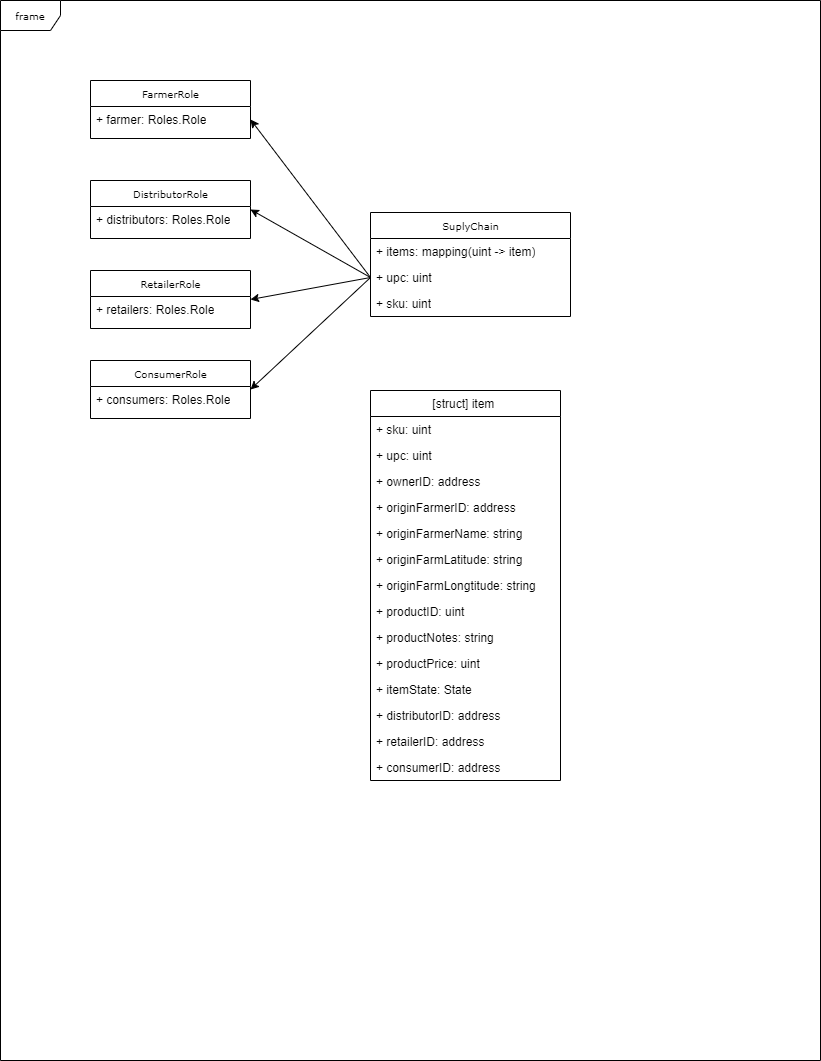 frame
FarmerRole
+ farmer: Roles.Role
DistributorRole
+ distributors: Roles.Role
RetailerRole
+ retailers: Roles.Role
ConsumerRole
+ consumers: Roles.Role
SuplyChain
+ items: mapping(uint -> item)
+ upc: uint
+ sku: uint
[struct] item
+ sku: uint
+ upc: uint
+ ownerID: address
+ originFarmerID: address
+ originFarmerName: string
+ originFarmLatitude: string
+ originFarmLongtitude: string
+ productID: uint
+ productNotes: string
+ productPrice: uint
+ itemState: State
+ distributorID: address
+ retailerID: address
+ consumerID: address